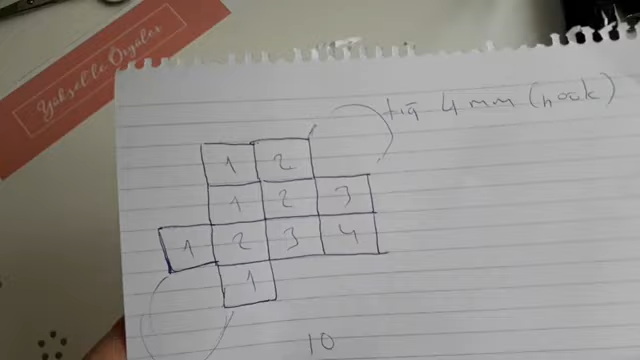 Yüksel'le Örgüler
tığ 4 mm (hook)
1 2
1 2 3
1 2 3 4
1
10